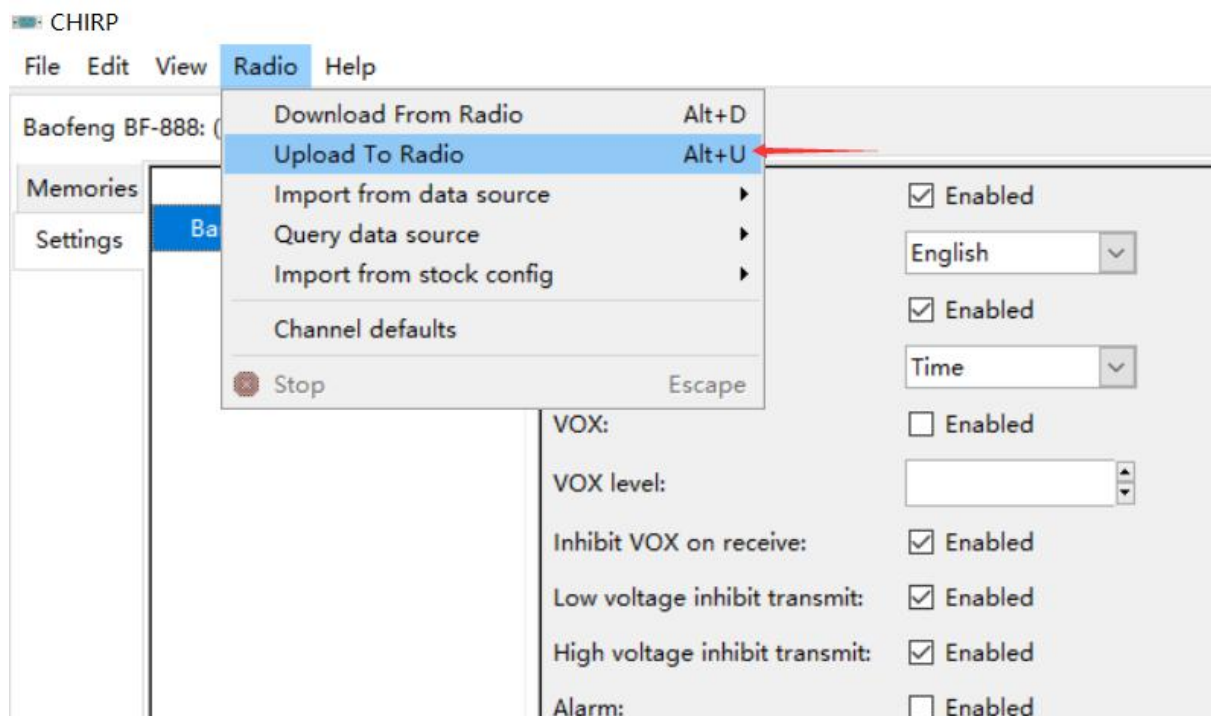 CHIRP
File Edit View Radio Help
Baofeng BF-888: (
Download From Radio Alt+D
Upload To Radio Alt+U
Import from data source
Query data source
Import from stock config
Channel defaults
Stop Escape
Memories
Settings
Ba
Enabled
English
Enabled
Time
VOX: Enabled
VOX level:
Inhibit VOX on receive: Enabled
Low voltage inhibit transmit: Enabled
High voltage inhibit transmit: Enabled
Alarm: Enabled